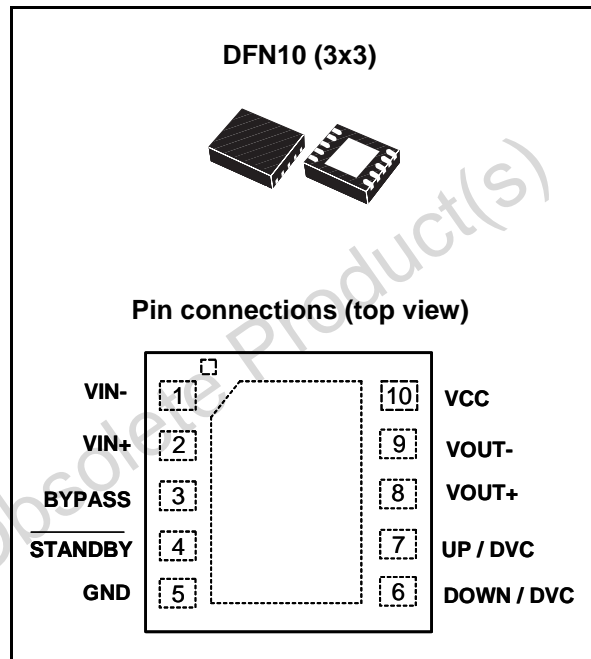 DFN10 (3x3)
Pin connections (top view)
VIN- 1 10 VCC
VIN+ 2 9 VOUT-
BYPASS 3 8 VOUT+
STANDBY 4 7 UP / DVC
GND 5 6 DOWN / DVC
Obsolete Product(s)